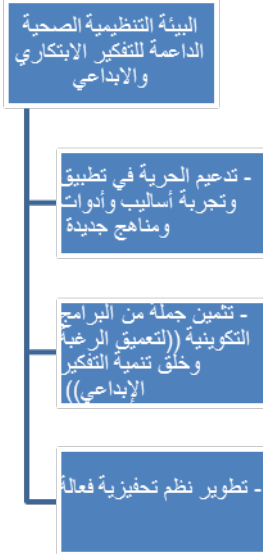 البيئة التنظيمية الصحية
الداعمة للتفكير الابتكاري
والابداعي
- تدعيم الحرية في تطبيق
وتجربة أساليب وأدوات
ومناهج جديدة
- تثمين جملة من البرامج
التكوينية ((لتعميق الرغبة
وخلق تنمية التفكير
الإبداعي))
- تطوير نظم تحفيزية فعالة